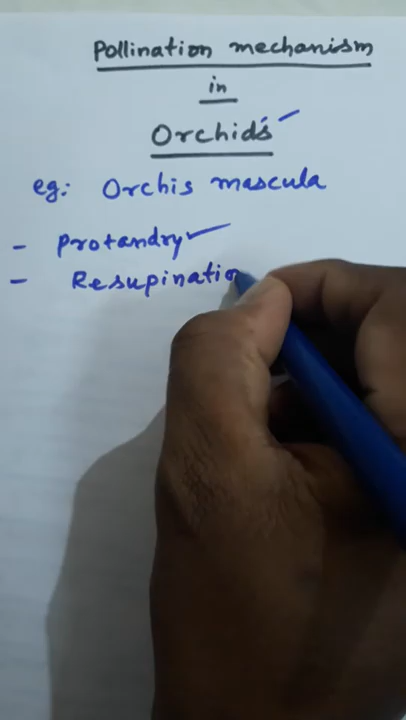 Pollination mechanism
in
Orchids
eg: Orchis mascula
- Protandry
- Resupinatio